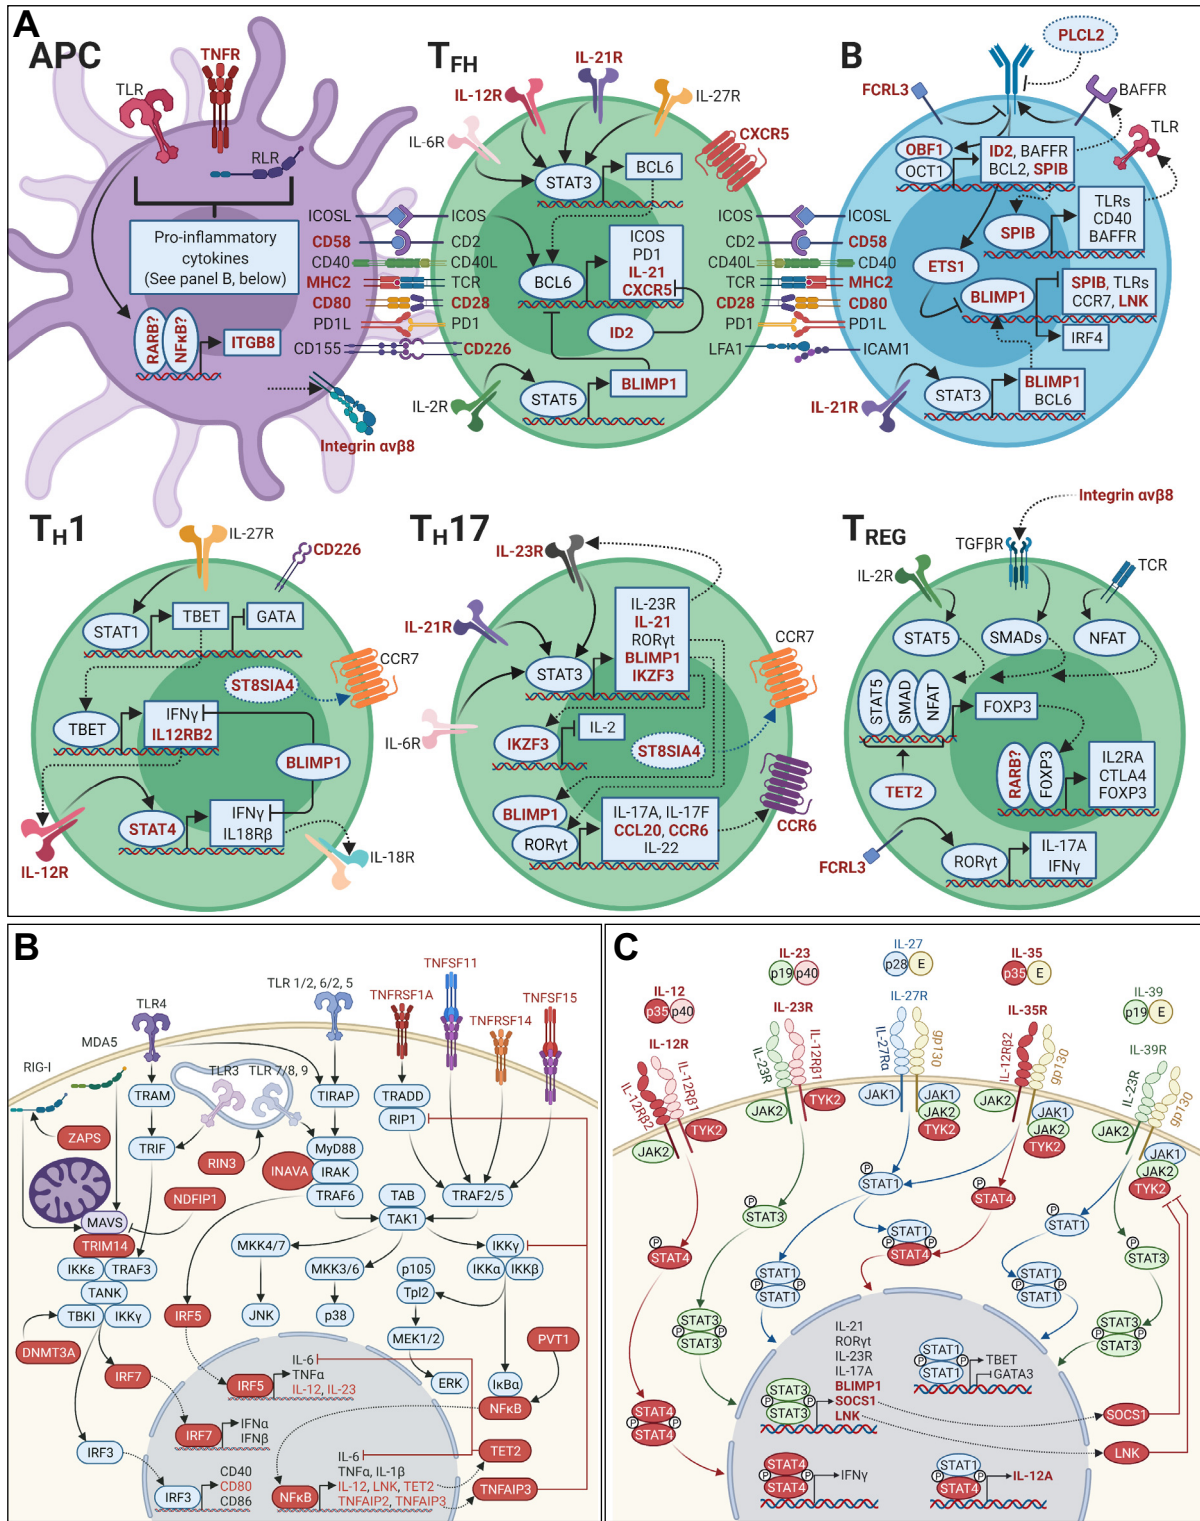 A
APC
TNFR
TLR
RLR
Pro-inflammatory
cytokines
(See panel B, below)
RARB?
NFκB?
ITGB8
Integrin αvβ8
ICOSL
CD58
CD40
MHC2
CD80
PD1L
CD155
ICOS
CD2
CD40L
TCR
CD28
PD1
CD226
TFH
IL-21R
IL-12R
IL-27R
IL-6R
CXCR5
STAT3
BCL6
BCL6
ICOS
PD1
IL-21
CXCR5
ID2
BLIMP1
STAT5
IL-2R
ICOS
CD2
CD40L
TCR
CD28
PD1
LFA1
ICOSL
CD58
CD40
MHC2
CD80
PD1L
ICAM1
B
PLCL2
FCRL3
BAFFR
TLR
OBF1
OCT1
ID2, BAFFR
BCL2, SPIB
SPIB
TLRs
CD40
BAFFR
ETS1
BLIMP1
SPIB, TLRs
CCR7, LNK
IRF4
STAT3
BLIMP1
BCL6
IL-21R
TH1
IL-27R
CD226
STAT1
TBET
GATA
CCR7
ST8SIA4
TBET
IFNγ
IL12RB2
BLIMP1
STAT4
IFNγ
IL18Rβ
IL-12R
IL-18R
TH17
IL-23R
IL-21R
IL-6R
STAT3
IL-23R
IL-21
RORγt
BLIMP1
IKZF3
IKZF3
IL-2
ST8SIA4
CCR7
BLIMP1
RORγt
IL-17A, IL-17F
CCL20, CCR6
IL-22
CCR6
TREG
Integrin αvβ8
TGFβR
IL-2R
TCR
STAT5
SMADs
NFAT
STAT5
SMAD
NFAT
FOXP3
TET2
RARB?
FOXP3
IL2RA
CTLA4
FOXP3
FCRL3
RORγt
IL-17A
IFNγ
B
TNFSF11
TLR 1/2, 6/2, 5
TNFRSF1A
TNFSF15
TLR4
TNFRSF14
MDA5
RIG-I
TLR3
TLR 7/8, 9
TRAM
TIRAP
TRADD
RIP1
ZAPS
TRIF
MyD88
RIN3
INAVA
IRAK
NDFIP1
TRAF6
TAB
TRAF2/5
MAVS
TAK1
TRIM14
MKK4/7
IKKγ
IKKε
TRAF3
MKK3/6
p105
IKKα
IKKβ
TANK
Tpl2
TBKI
IKKγ
IRF5
JNK
p38
MEK1/2
PVT1
DNMT3A
IRF7
IRF5
IL-6
TNFα
IL-12, IL-23
ERK
IκBα
NFκB
IRF7
IFNα
IFNβ
IRF3
IL-6
TNFα, IL-1β
IL-12, LNK, TET2
TNFAIP2, TNFAIP3
TET2
IRF3
CD40
CD80
CD86
NFκB
TNFAIP3
C
IL-23
p19
p40
IL-27
p28
E
IL-35
p35
E
IL-12
p35
p40
IL-39
p19
E
IL-12R
IL-12Rβ2
IL-12Rβ1
IL-23R
IL-23R
IL-12Rβ1
IL-27R
IL-27Rα
gp130
IL-35R
IL-12Rβ2
gp130
IL-39R
IL-23R
gp130
JAK2
TYK2
JAK2
TYK2
JAK1
JAK1
JAK2
TYK2
JAK1
JAK2
TYK2
JAK2
JAK1
JAK2
TYK2
P
STAT1
P
STAT4
P
STAT3
P
STAT1
P
STAT4
P
STAT3
STAT1
P
P
STAT4
STAT1
P
P
STAT1
STAT1
P
P
STAT1
STAT3
P
P
STAT3
STAT3
P
P
STAT3
STAT4
P
P
STAT4
IL-21
RORγt
IL-23R
IL-17A
BLIMP1
SOCS1
LNK
STAT3
P
P
STAT3
STAT1
P
P
STAT1
TBET
GATA3
SOCS1
LNK
STAT4
P
P
STAT4
IFNγ
STAT1
P
P
STAT4
IL-12A